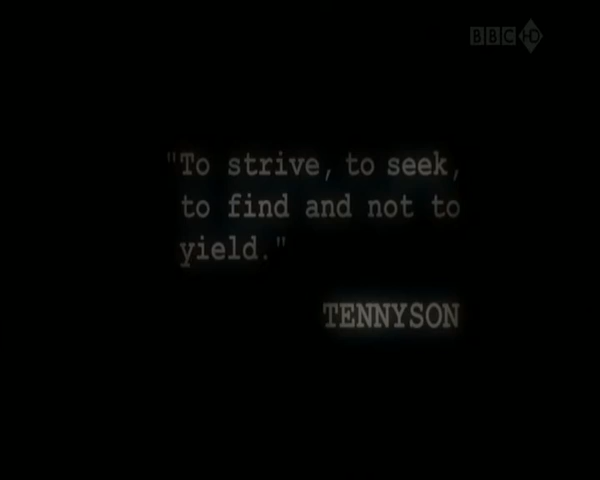 BBC HD
"To strive, to seek,
to find and not to
yield."
TENNYSON